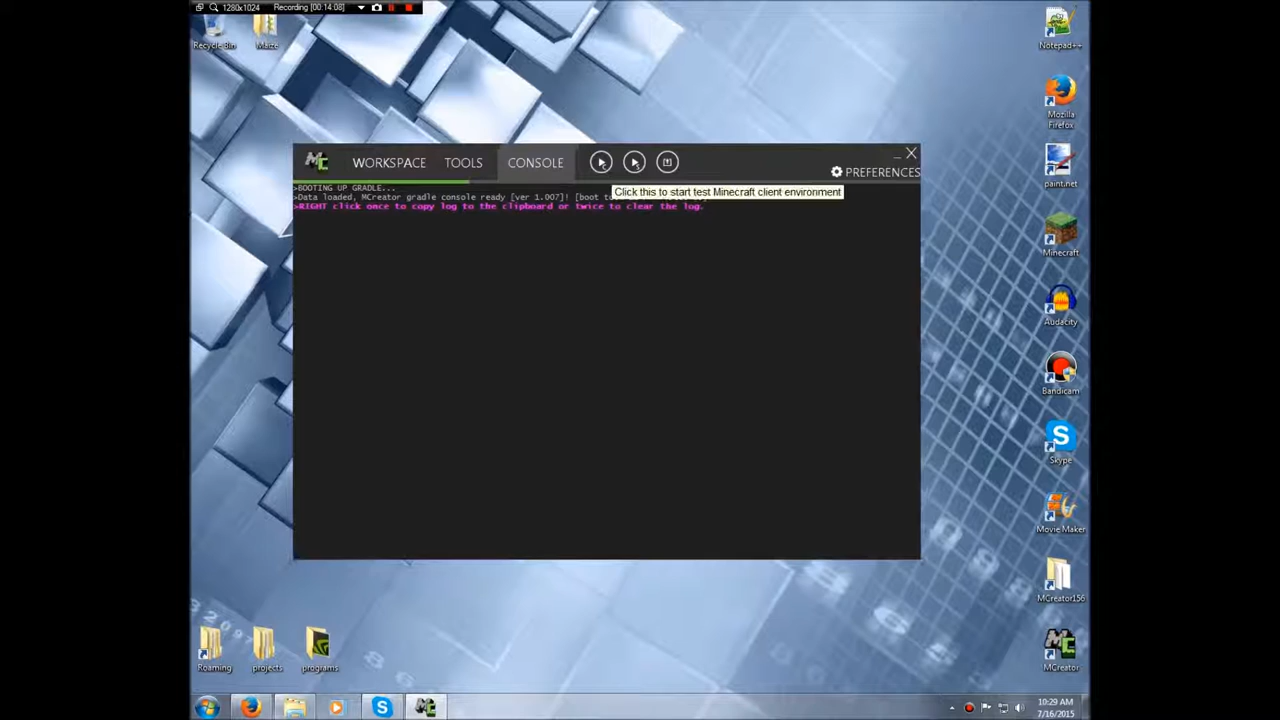 1280x1024 Recording [00:14:08]
Recycle Bin
Maize
Notepad++
Mozilla
Firefox
paint.net
Minecraft
Audacity
Bandicam
Skype
Movie Maker
MCreator156
MCreator
MC
WORKSPACE TOOLS CONSOLE
PREFERENCES
>BOOTING UP GRADLE...
Click this to start test Minecraft client environment
>Data loaded, MCreator gradle console ready [ver 1.007]! [boot
>RIGHT click once to copy log to the clipboard or twice to clear the log.
Roaming
projects
programs
10:29 AM
7/16/2015